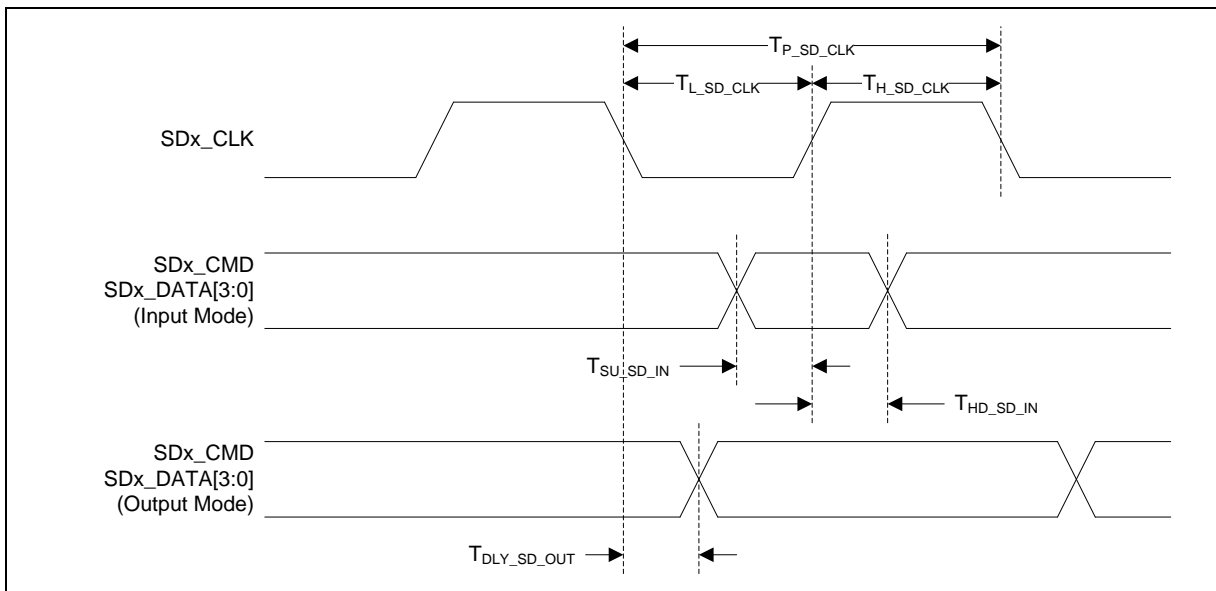 T_P_SD_CLK
T_L_SD_CLK
T_H_SD_CLK
SDx_CLK
SDx_CMD
SDx_DATA[3:0]
(Input Mode)
T_SU_SD_IN
T_HD_SD_IN
SDx_CMD
SDx_DATA[3:0]
(Output Mode)
T_DLY_SD_OUT